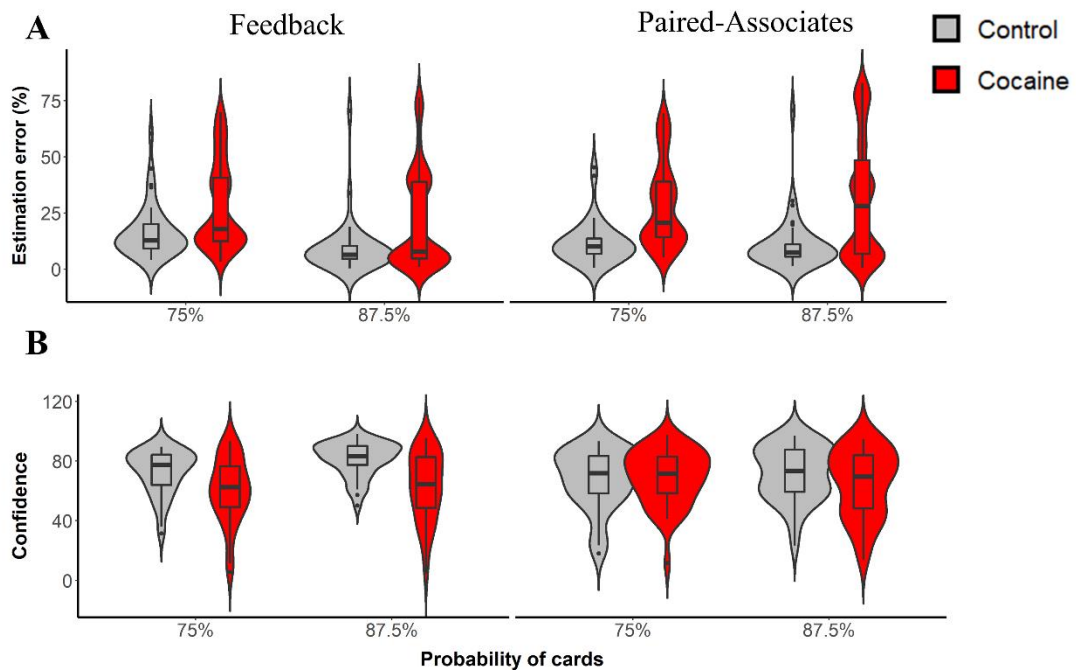 A
Feedback
Paired-Associates
Control
Cocaine
Estimation error (%)
75
50
25
0
75%
87.5%
75%
87.5%
B
Confidence
120
80
40
0
75%
87.5%
75%
87.5%
Probability of cards